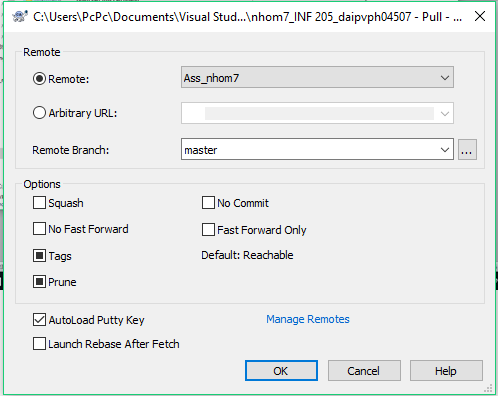 C:\Users\PcPc\Documents\Visual Stud...\nhom7_INF 205_daipvph04507 - Pull - ...
Remote
Remote:
Ass_nhom7
Arbitrary URL:
Remote Branch:
master
...
Options
Squash
No Commit
No Fast Forward
Fast Forward Only
Tags
Default: Reachable
Prune
AutoLoad Putty Key
Manage Remotes
Launch Rebase After Fetch
OK
Cancel
Help